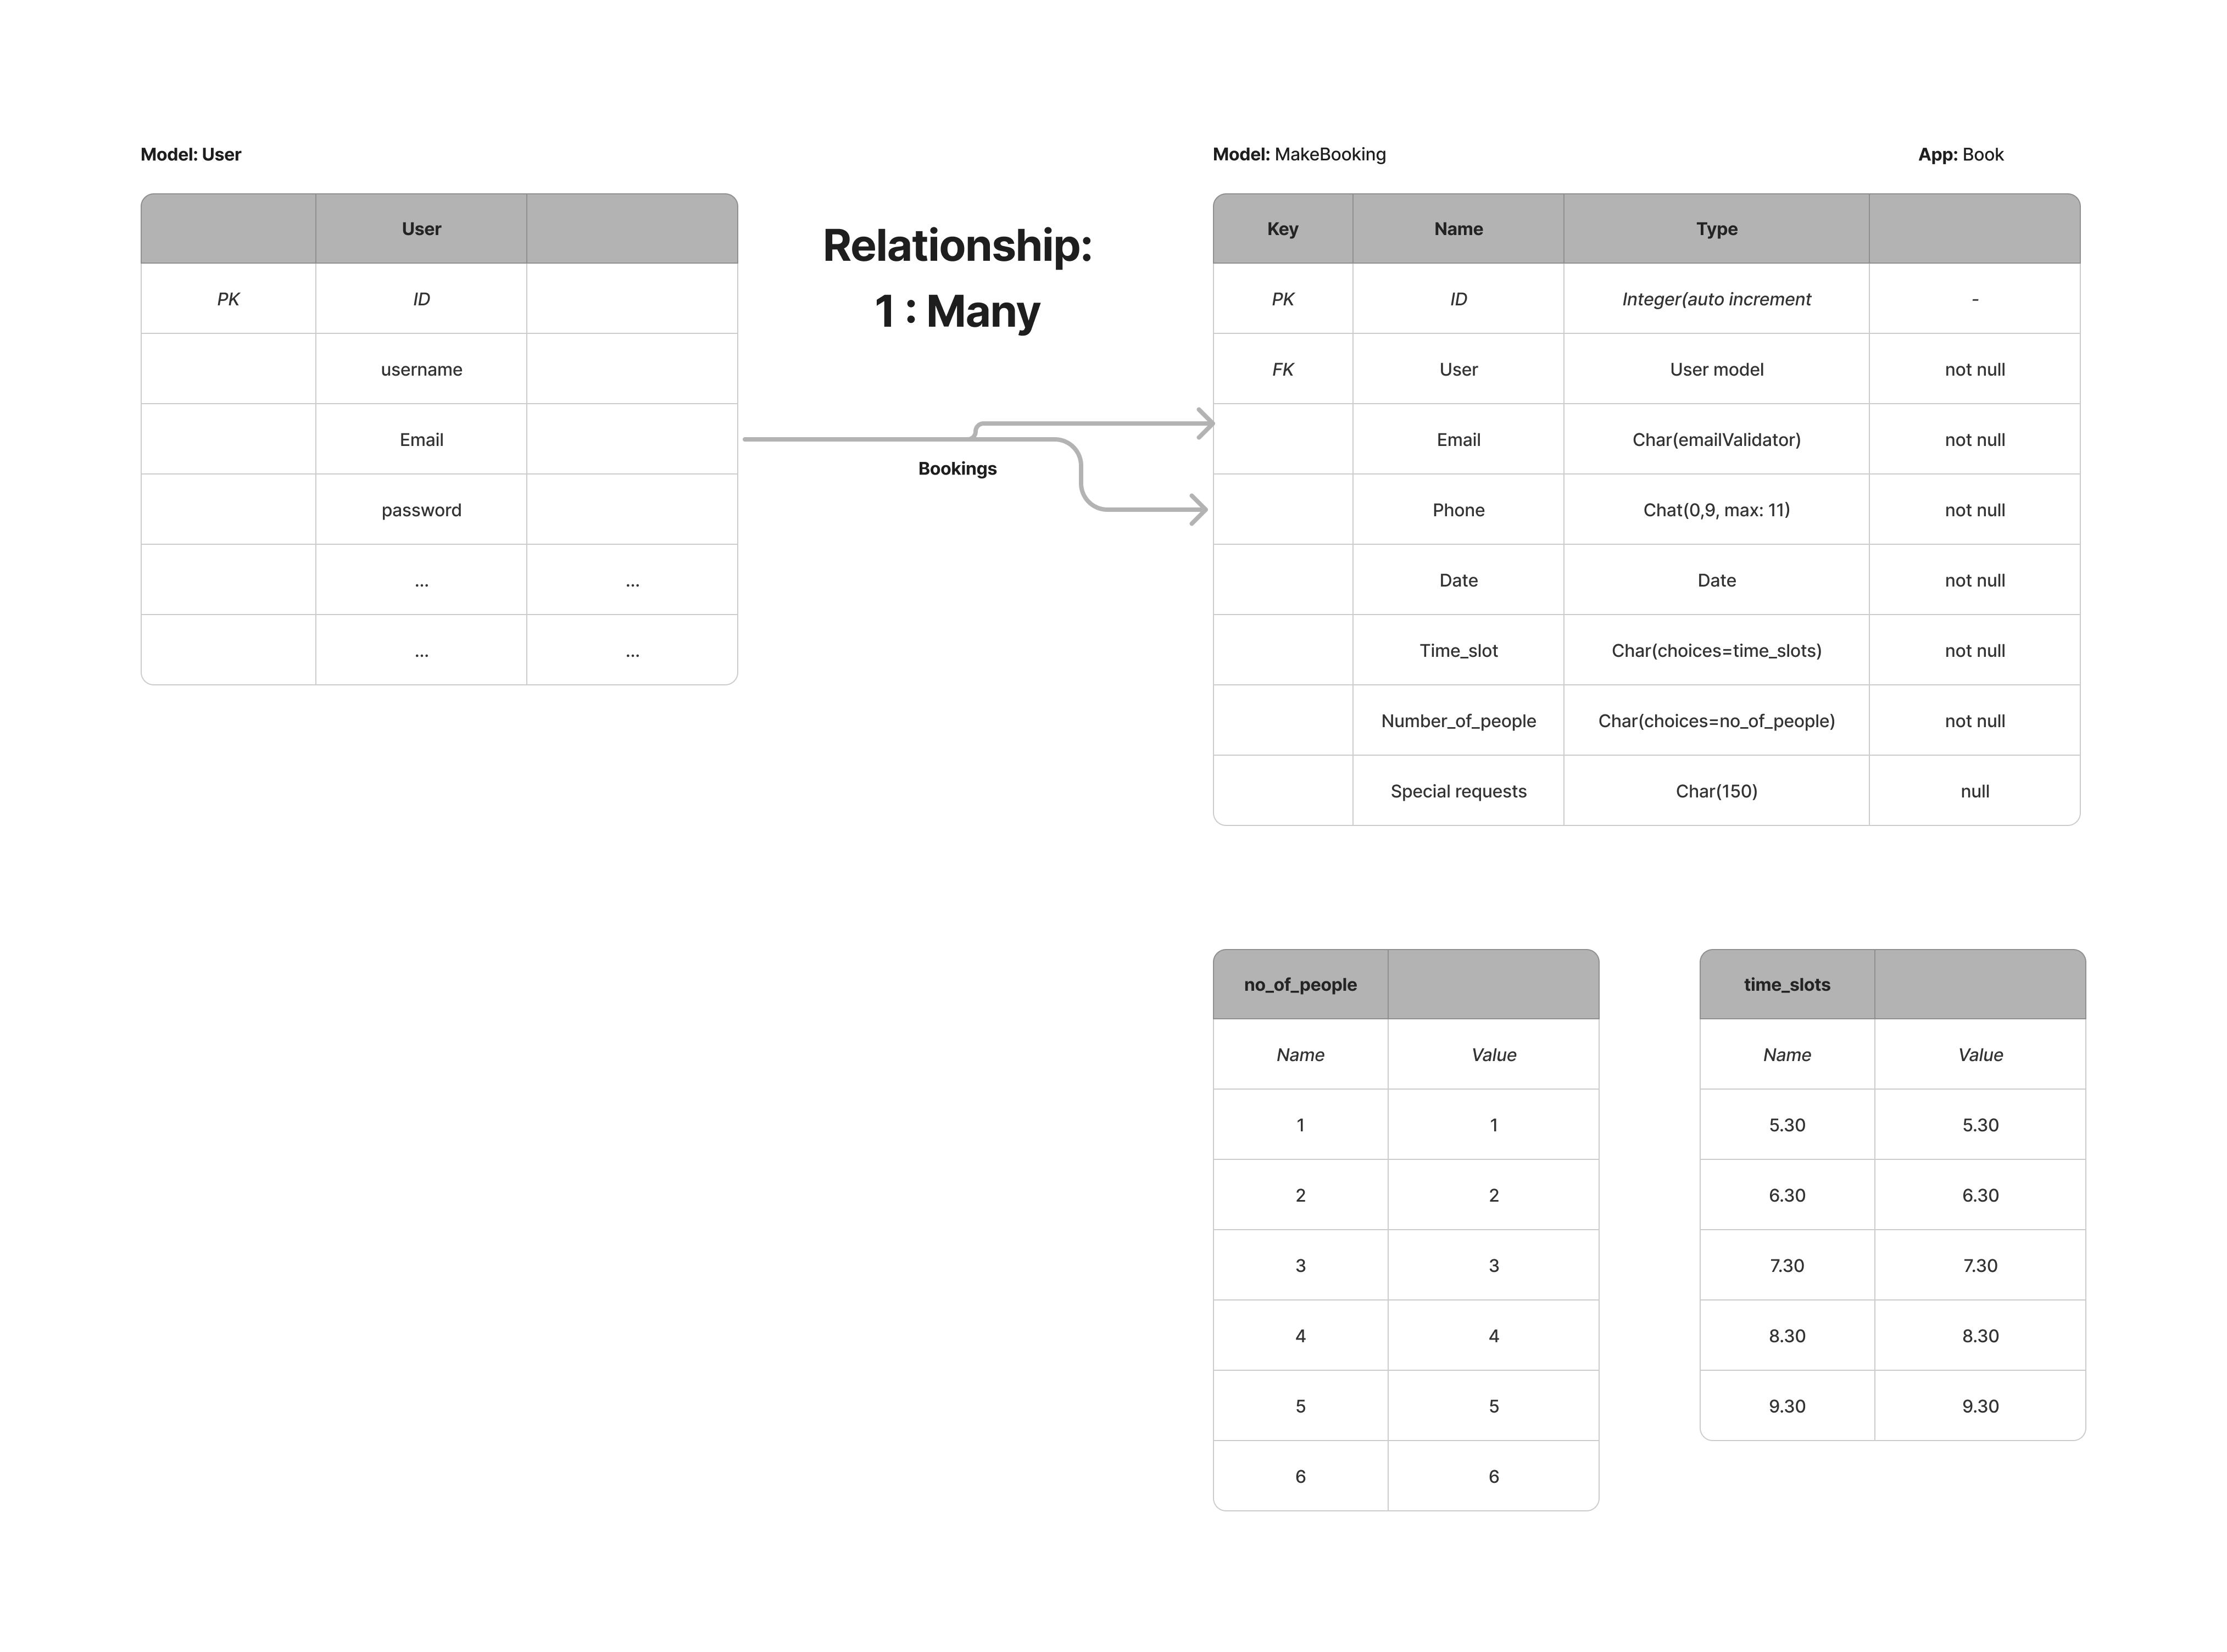 Model: User
User
PK ID
username
Email
password
... ...
... ...
Relationship:
1 : Many
Bookings
Model: MakeBooking App: Book
Key Name Type
PK ID Integer(auto increment -
FK User User model not null
Email Char(emailValidator) not null
Phone Chat(0,9, max: 11) not null
Date Date not null
Time_slot Char(choices=time_slots) not null
Number_of_people Char(choices=no_of_people) not null
Special requests Char(150) null
no_of_people
Name Value
1 1
2 2
3 3
4 4
5 5
6 6
time_slots
Name Value
5.30 5.30
6.30 6.30
7.30 7.30
8.30 8.30
9.30 9.30